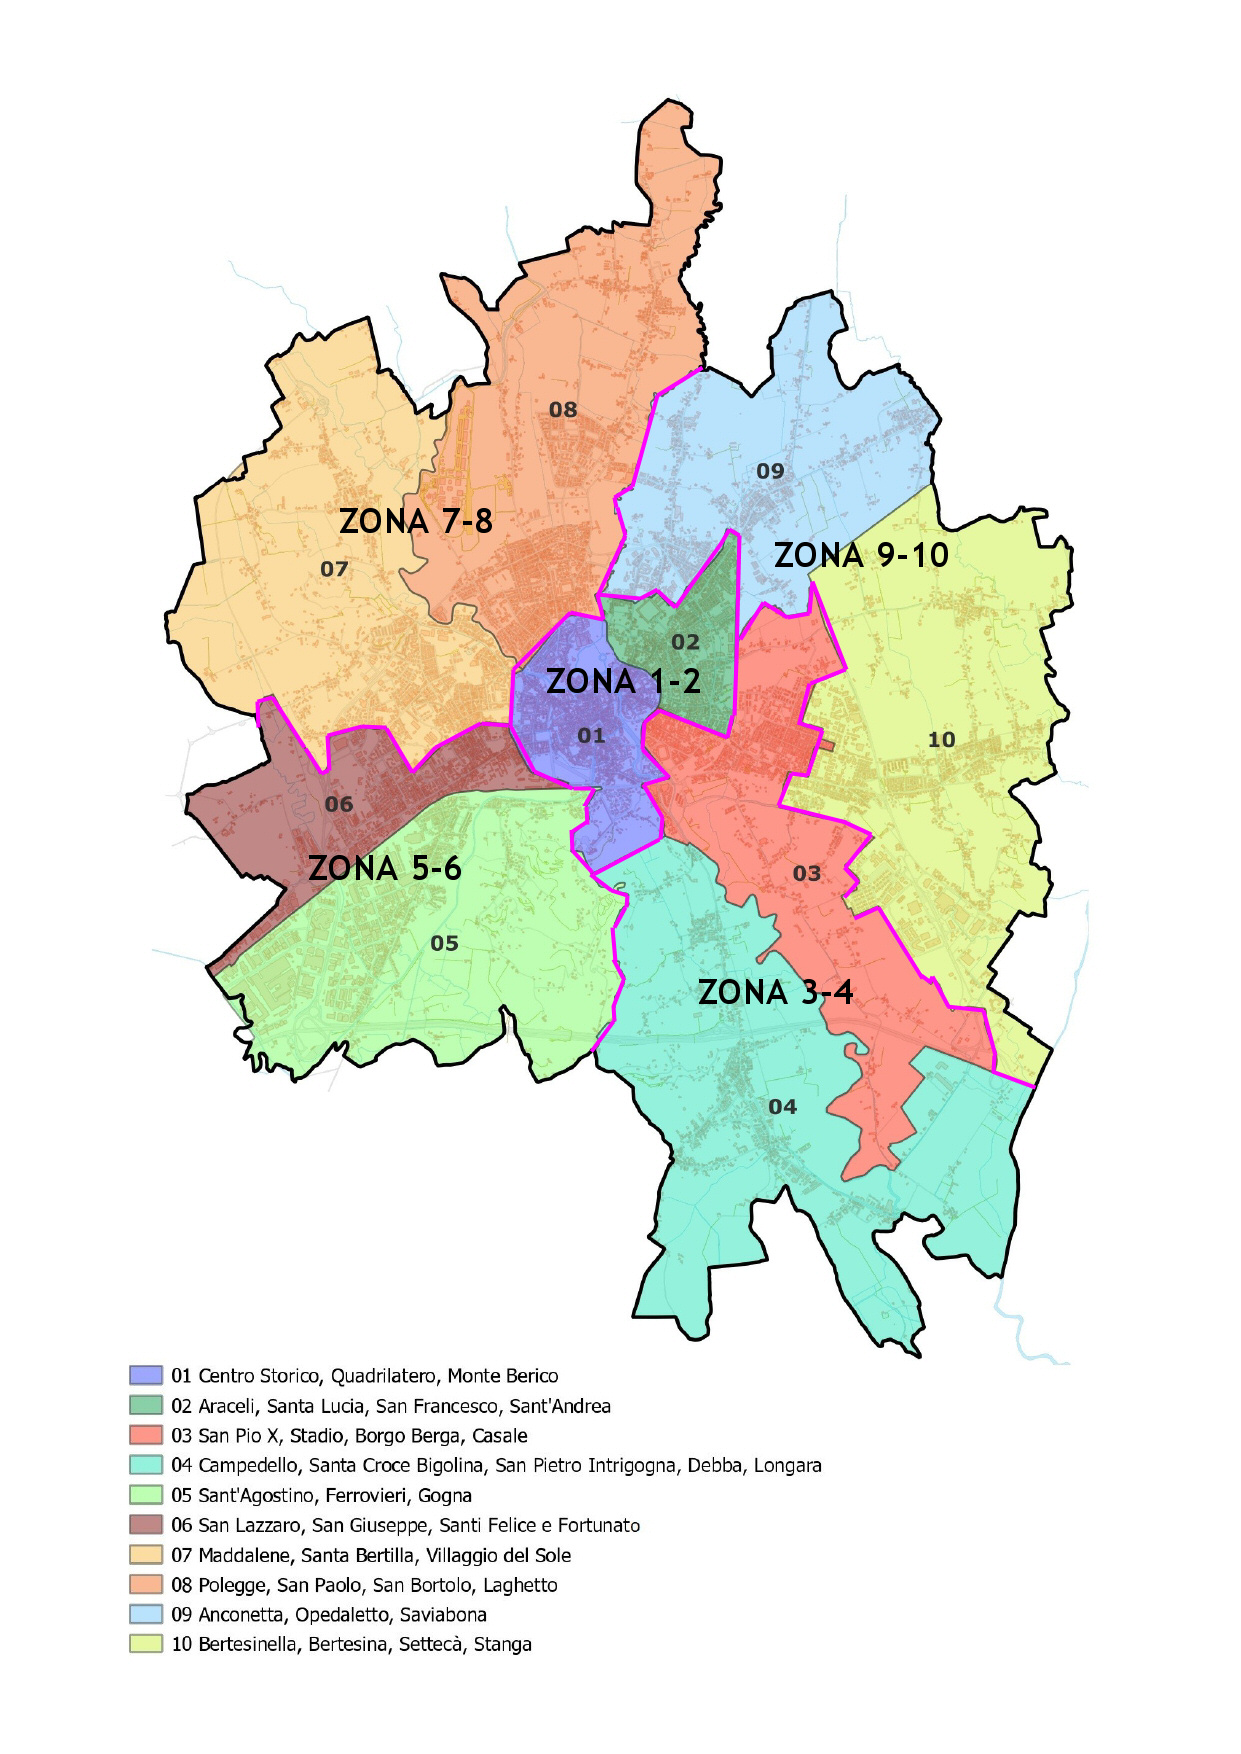 08
09
ZONA 7-8
ZONA 9-10
07
02
ZONA 1-2
01
10
06
ZONA 5-6
03
05
ZONA 3-4
04
01 Centro Storico, Quadrilatero, Monte Berico
02 Araceli, Santa Lucia, San Francesco, Sant'Andrea
03 San Pio X, Stadio, Borgo Berga, Casale
04 Campedello, Santa Croce Bigolina, San Pietro Intrigogna, Debba, Longara
05 Sant'Agostino, Ferrovieri, Gogna
06 San Lazzaro, San Giuseppe, Santi Felice e Fortunato
07 Maddalene, Santa Bertilla, Villaggio del Sole
08 Polegge, San Paolo, San Bortolo, Laghetto
09 Anconetta, Opedaletto, Saviabona
10 Bertesinella, Bertesina, Settecà, Stanga